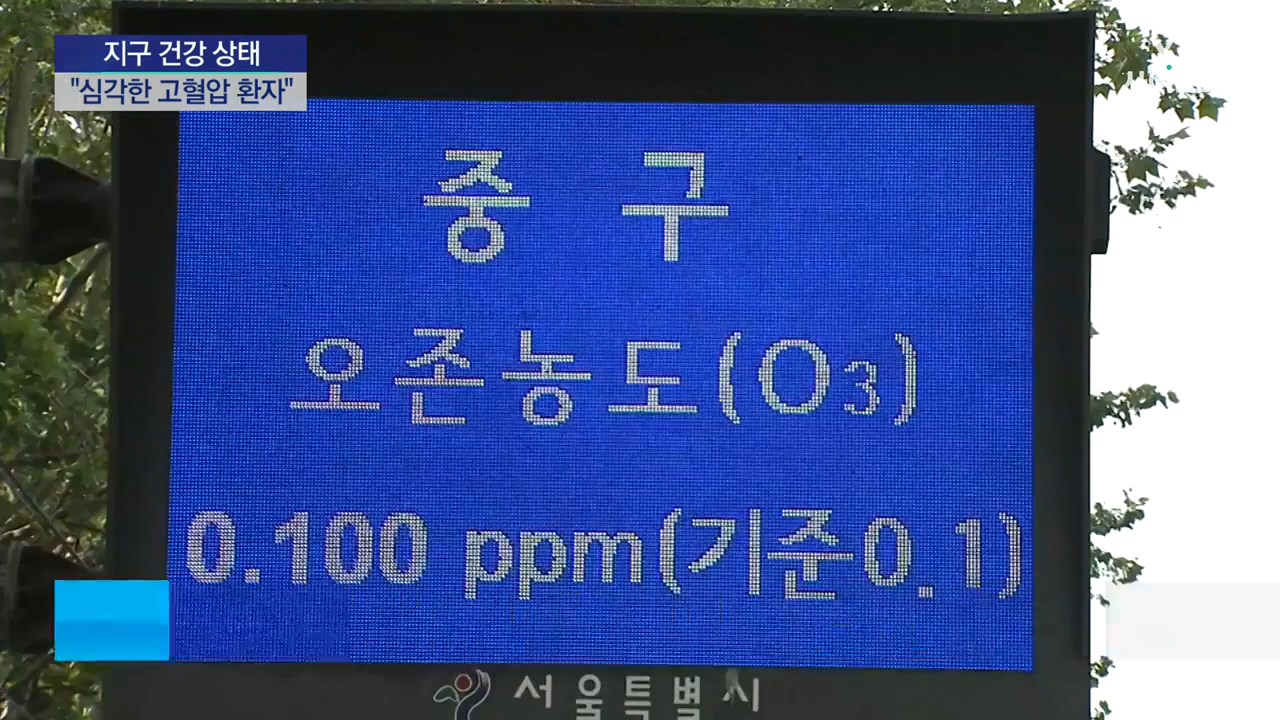 지구 건강 상태
"심각한 고혈압 환자"
중 구
오존농도(O₃)
0.100 ppm(기준0.1)
서울특별시